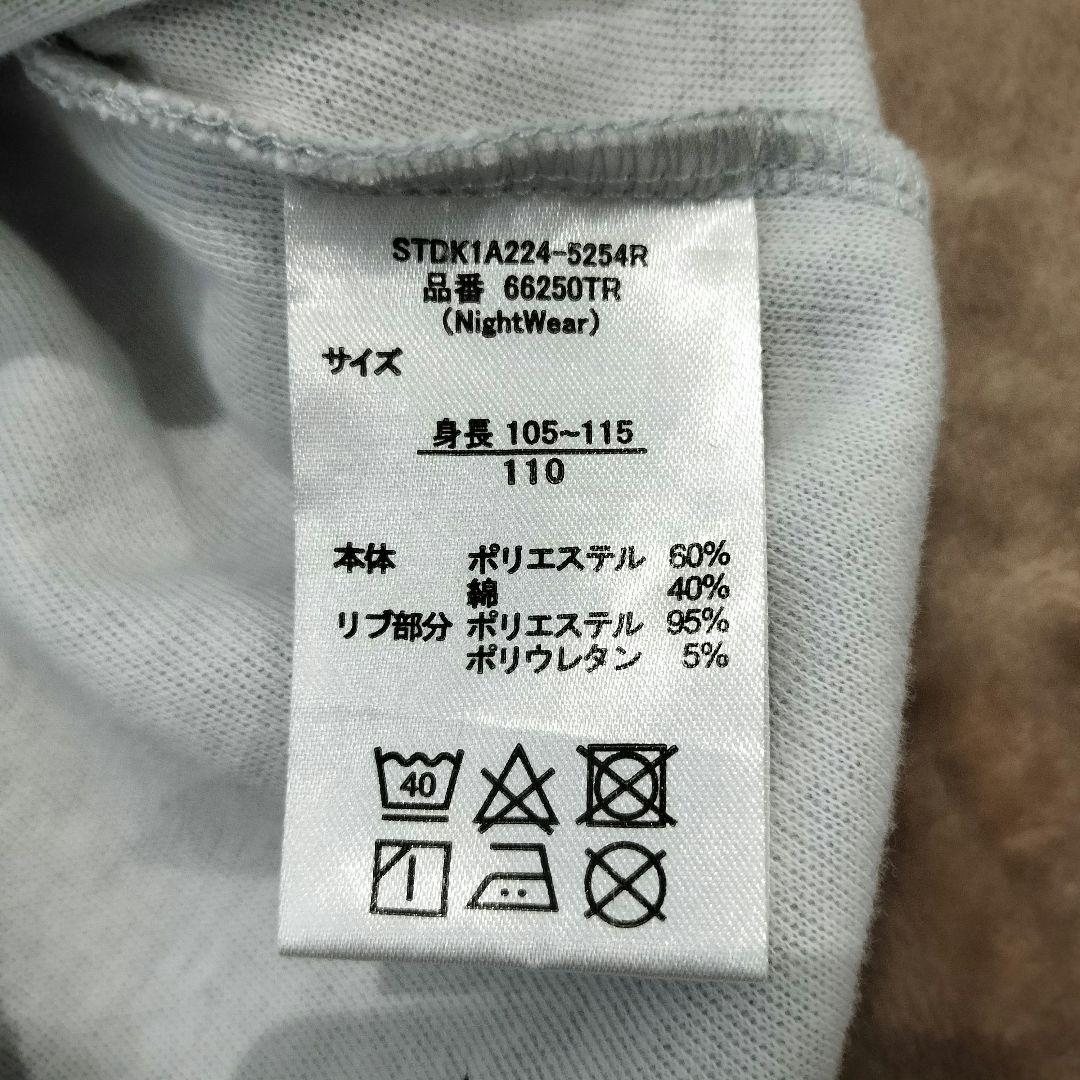 STDK1A224-5254R
品番 66250TR
(NightWear)
サイズ
身長 105~115
110
本体 ポリエステル 60%
綿 40%
リブ部分 ポリエステル 95%
ポリウレタン 5%
40